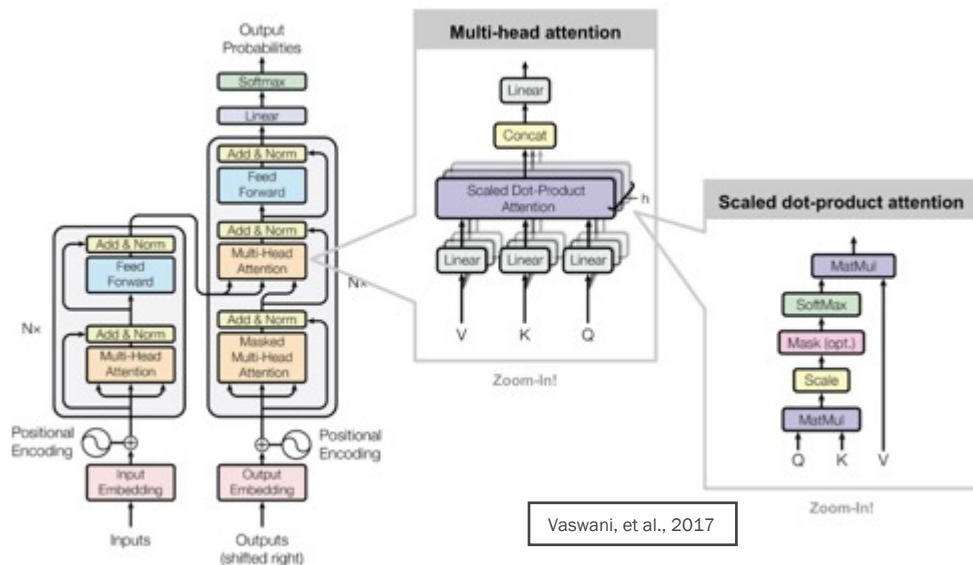 Output
Probabilities
Softmax
Linear
Add & Norm
Feed
Forward
Add & Norm
Multi-Head
Attention
Nx
Add & Norm
Masked
Multi-Head
Attention
Positional
Encoding
Output
Embedding
Outputs
(shifted right)
Add & Norm
Feed
Forward
Nx
Add & Norm
Multi-Head
Attention
Positional
Encoding
Input
Embedding
Inputs
Multi-head attention
Linear
Concat
Scaled Dot-Product
Attention
h
Linear Linear Linear
V K Q
Zoom-In!
Scaled dot-product attention
MatMul
SoftMax
Mask (opt.)
Scale
MatMul
Q K V
Zoom-In!
Vaswani, et al., 2017